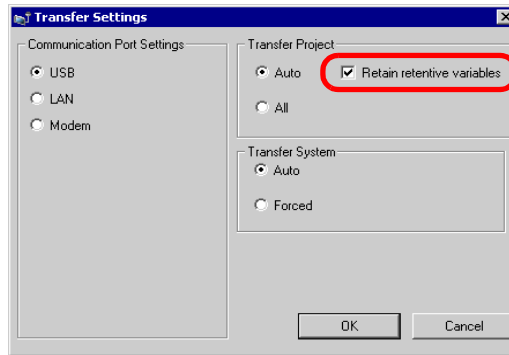 Transfer Settings
Communication Port Settings
USB
LAN
Modem
Transfer Project
Auto
Retain retentive variables
All
Transfer System
Auto
Forced
OK
Cancel